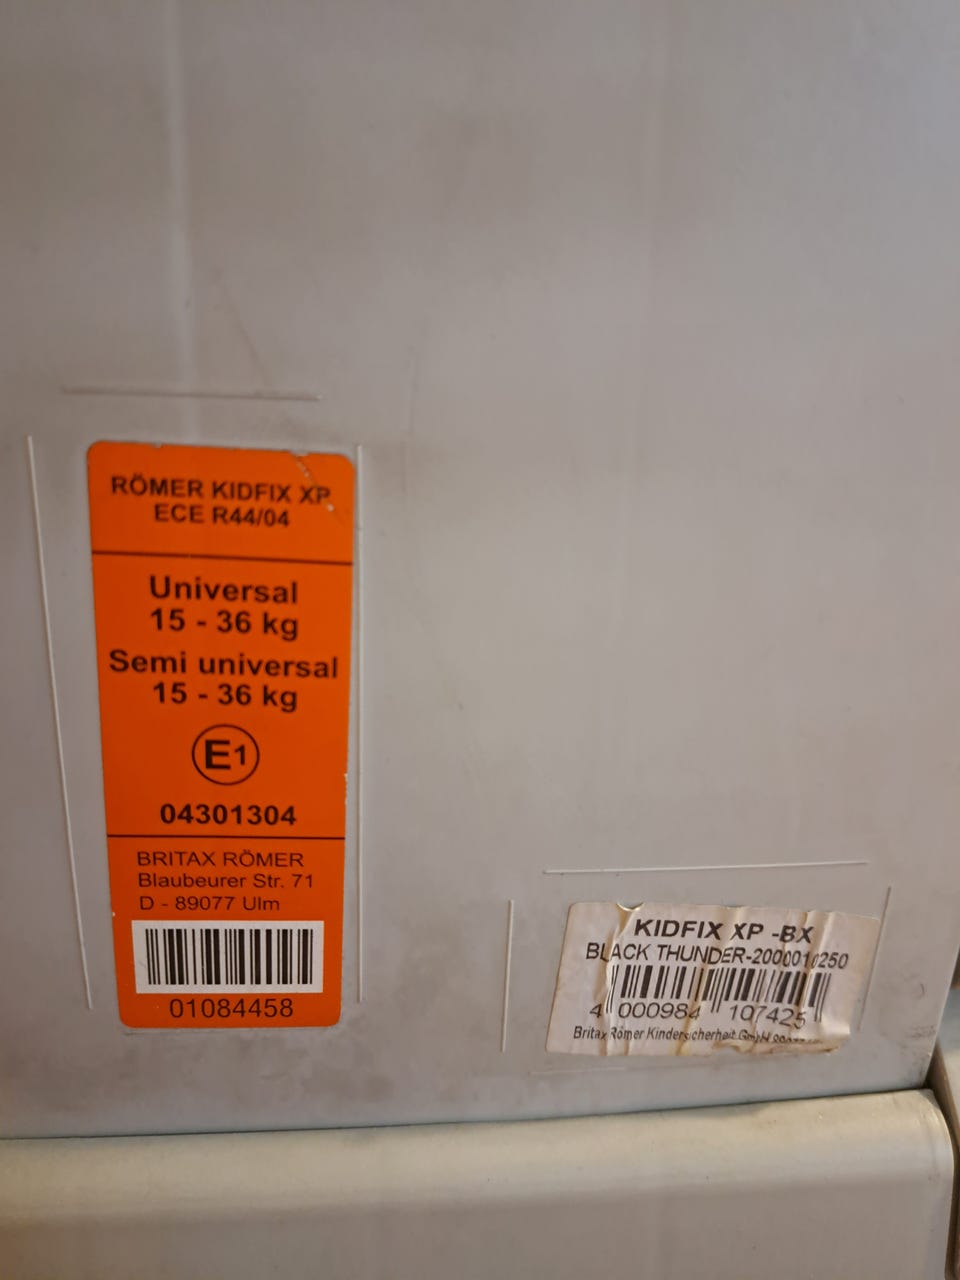 RÖMER KIDFIX XP
ECE R44/04
Universal
15 - 36 kg
Semi universal
15 - 36 kg
E1
04301304
BRITAX RÖMER
Blaubeurer Str. 71
D - 89077 Ulm
01084458
KIDFIX XP -BX
BLACK THUNDER-2000010250
4 000984 107425
Britax Römer Kindersicherheit GmbH